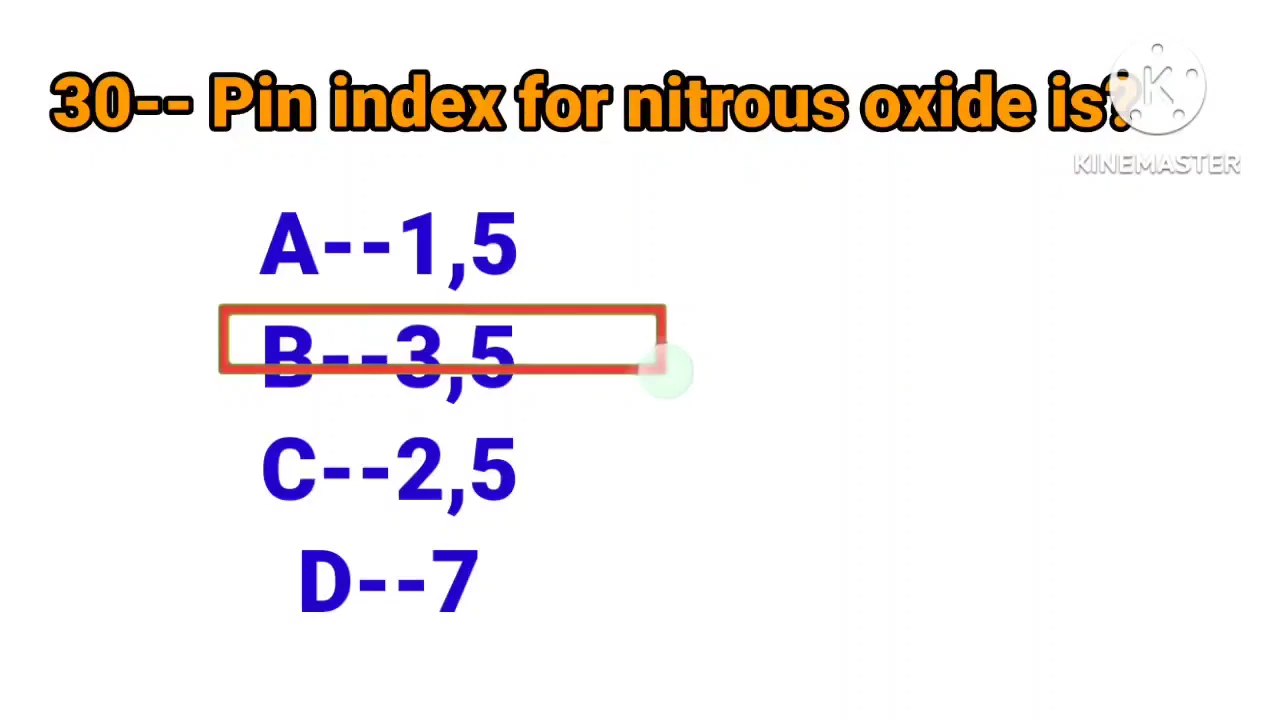 30-- Pin index for nitrous oxide is?
KINEMASTER
A--1,5
B--3,5
C--2,5
D--7